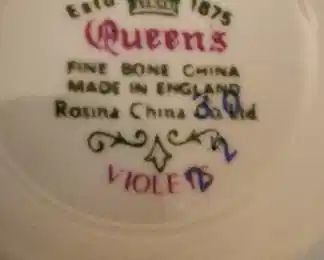 Estd 1875
Queens
FINE BONE CHINA
MADE IN ENGLAND
Rosina China Co Ltd
VIOLETS